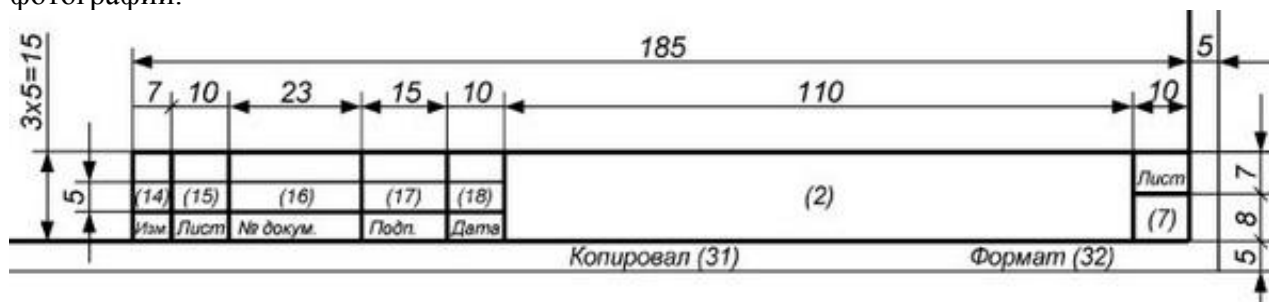 фотографии.
185 5
3х5=15
7 10 23 15 10 110 10
Лист 7
5 (14) (15) (16) (17) (18) (2)
(7) 8
Изм. Лист № докум. Подп. Дата
Копировал (31) Формат (32) 5